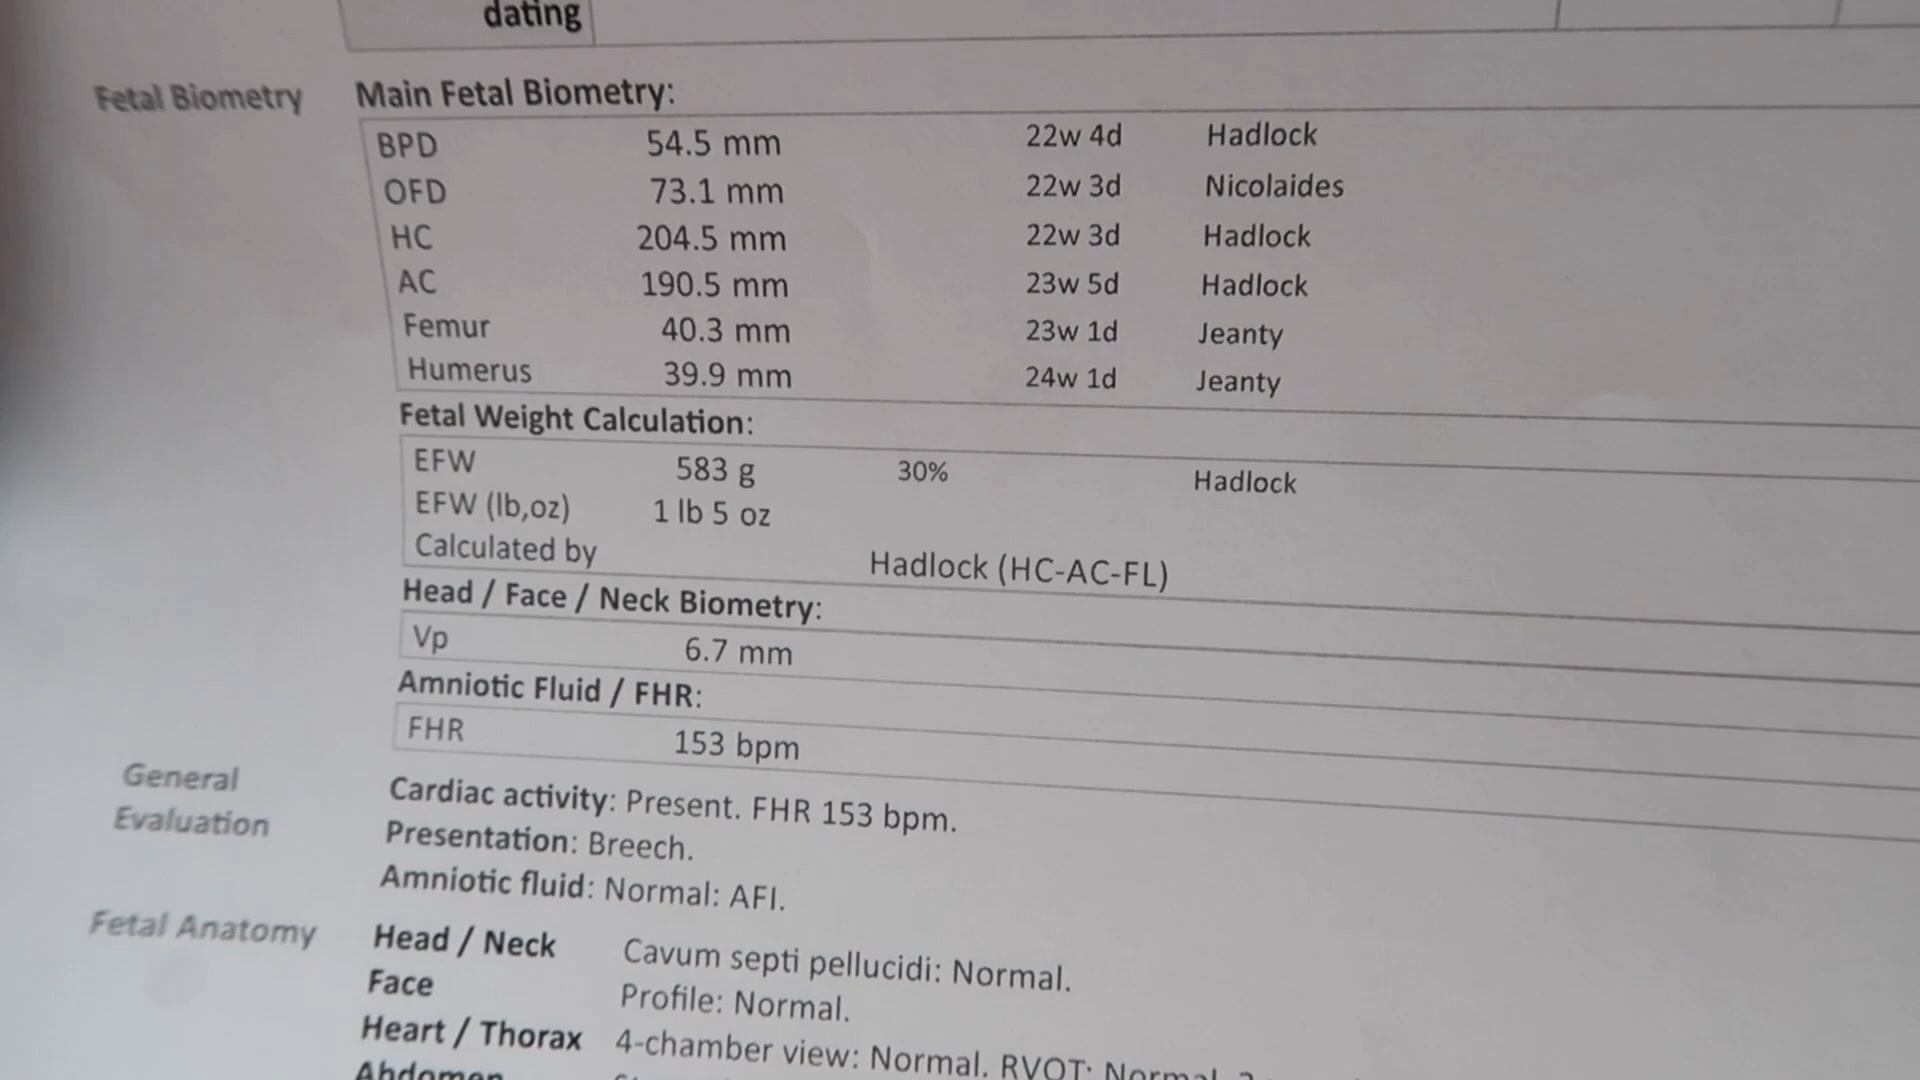 dating
Fetal Biometry Main Fetal Biometry:
BPD 54.5 mm 22w 4d Hadlock
OFD 73.1 mm 22w 3d Nicolaides
HC 204.5 mm 22w 3d Hadlock
AC 190.5 mm 23w 5d Hadlock
Femur 40.3 mm 23w 1d Jeanty
Humerus 39.9 mm 24w 1d Jeanty
Fetal Weight Calculation:
EFW 583 g 30% Hadlock
EFW (lb,oz) 1 lb 5 oz
Calculated by Hadlock (HC-AC-FL)
Head / Face / Neck Biometry:
Vp 6.7 mm
Amniotic Fluid / FHR:
FHR 153 bpm
General Evaluation Cardiac activity: Present. FHR 153 bpm.
Presentation: Breech.
Amniotic fluid: Normal: AFI.
Fetal Anatomy Head / Neck Cavum septi pellucidi: Normal.
Face Profile: Normal.
Heart / Thorax 4-chamber view: Normal. RVOT: Normal.
Abdomen